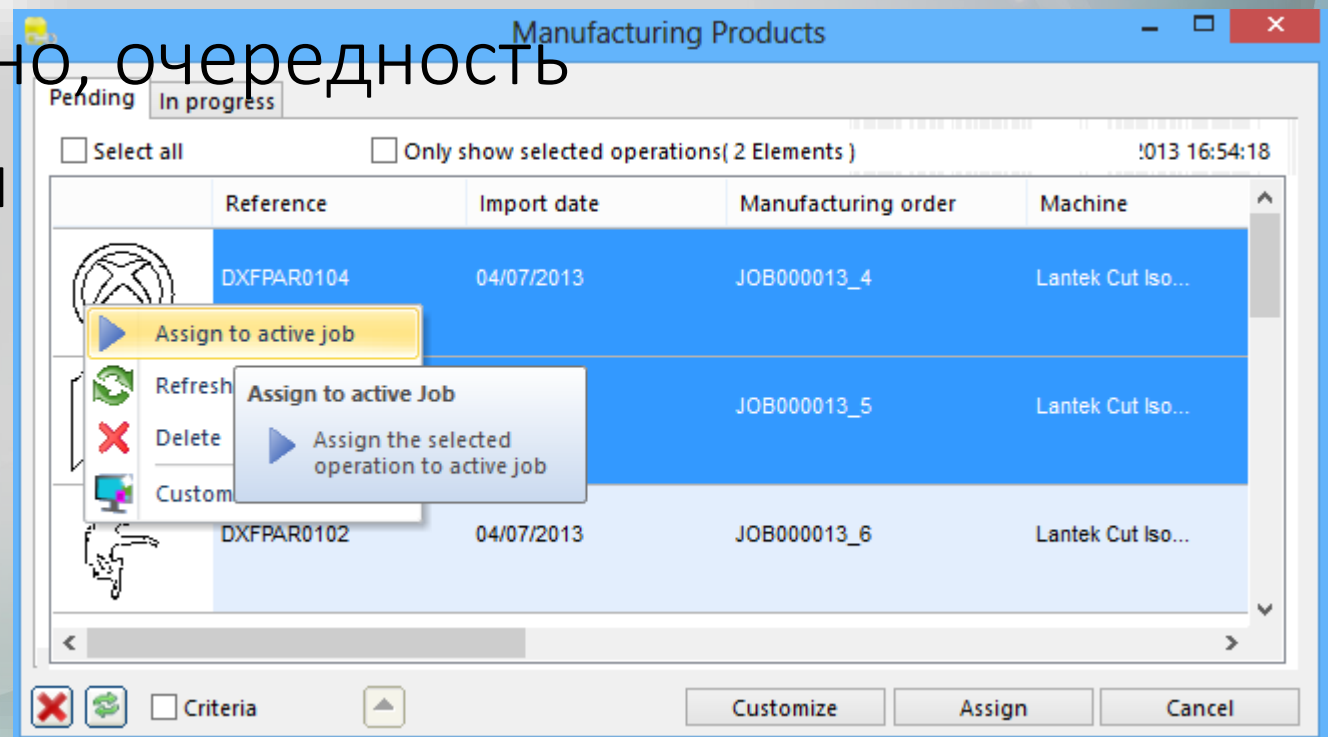 Manufacturing Products
но, очередность
Pending In progress
Select all Only show selected operations( 2 Elements ) 2013 16:54:18
Reference Import date Manufacturing order Machine
DXFPAR0104 04/07/2013 JOB000013_4 Lantek Cut Iso...
Assign to active job
Refresh
Assign to active Job
JOB000013_5 Lantek Cut Iso...
Delete
Assign the selected
operation to active job
Custom
DXFPAR0102 04/07/2013 JOB000013_6 Lantek Cut Iso...
Criteria Customize Assign Cancel